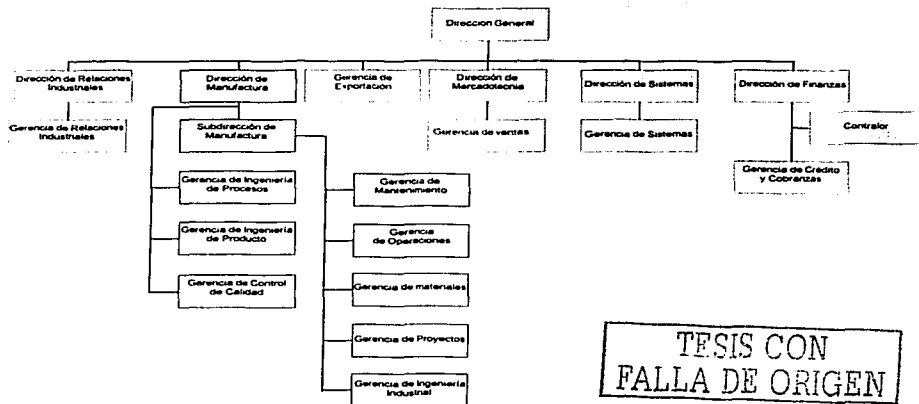 Direccion General
Dirección de Relaciones
Industriales
Dirección de
Manufactura
Gerencia de
Exportación
Dirección de
Mercadotecnia
Dirección de Sistemas
Dirección de Finanzas
Gerencia de Relaciones
Industriales
Subdirección de
Manufactura
Gerencia de ventas
Gerencia de Sistemas
Contralor
Gerencia de Crédito
y Cobranzas
Gerencia de Ingeniería
de Procesos
Gerencia de Ingeniería
de Producto
Gerencia de Control
de Calidad
Gerencia de
Mantenimiento
Gerencia
de Operaciones
Gerencia de materiales
Gerencia de Proyectos
Gerencia de Ingeniería
Industrial
TESIS CON
FALLA DE ORIGEN